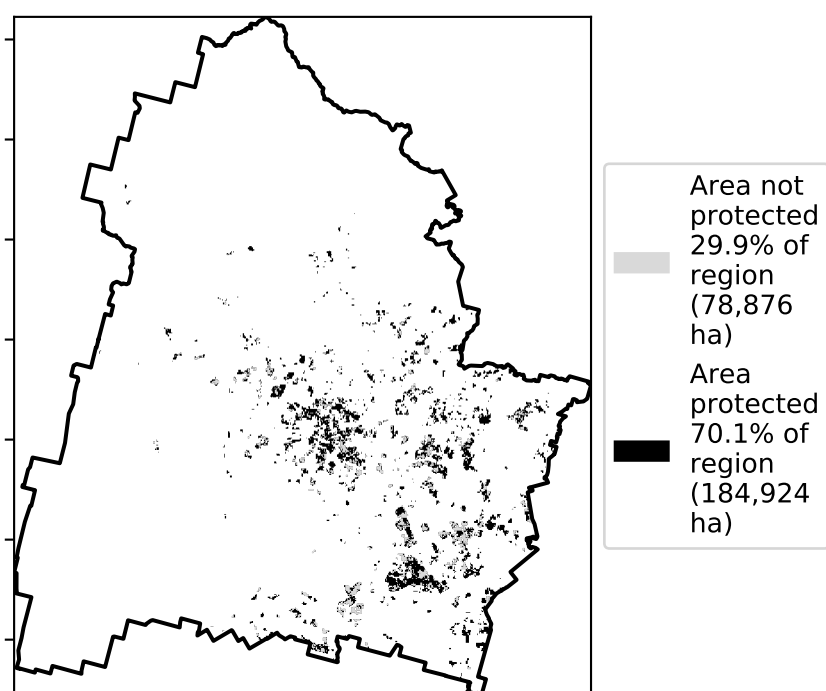 Area not
protected
29.9% of
region
(78,876
ha)
Area
protected
70.1% of
region
(184,924
ha)